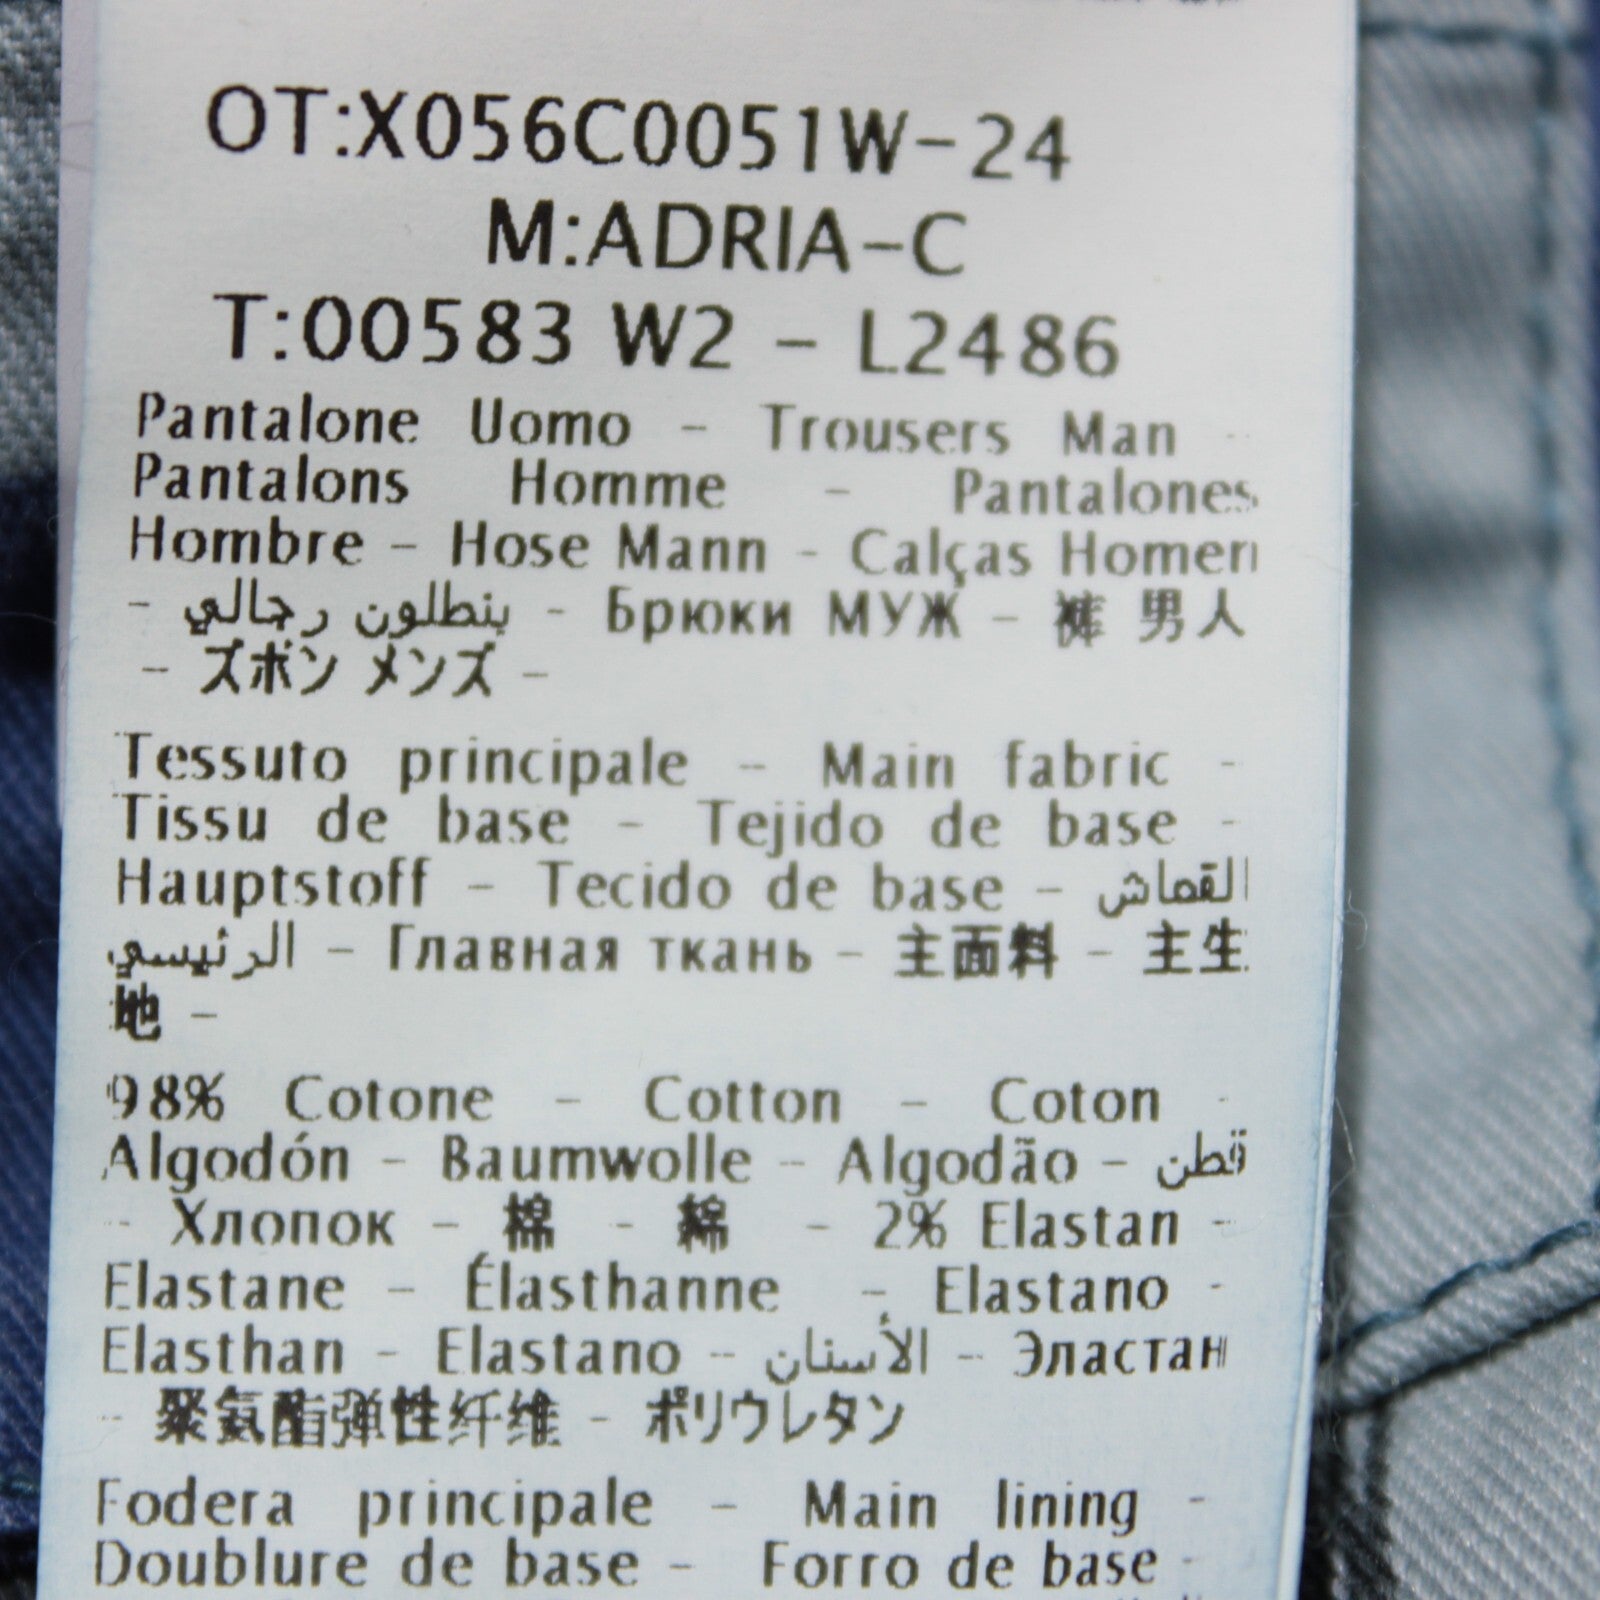 OT:X056C0051W-24
M:ADRIA-C
T:00583 W2 - L2486
Pantalone Uomo - Trousers Man -
Pantalons Homme - Pantalones
Hombre - Hose Mann - Calças Homem
- بنطلون رجالي - Брюки МУЖ - 裤 男人
- ズボン メンズ -
Tessuto principale - Main fabric -
Tissu de base - Tejido de base -
Hauptstoff - Tecido de base - القماش
الرئيسي - Главная ткань - 主面料 - 主生
地 -
98% Cotone - Cotton - Coton -
Algodón - Baumwolle - Algodão - قطن
- Хлопок - 棉 - 綿 - 2% Elastan -
Elastane - Élasthanne - Elastano -
Elasthan - Elastano - الأستان - Эластан
- 聚氨酯弹性纤维 - ポリウレタン
Fodera principale - Main lining -
Doublure de base - Forro de base -